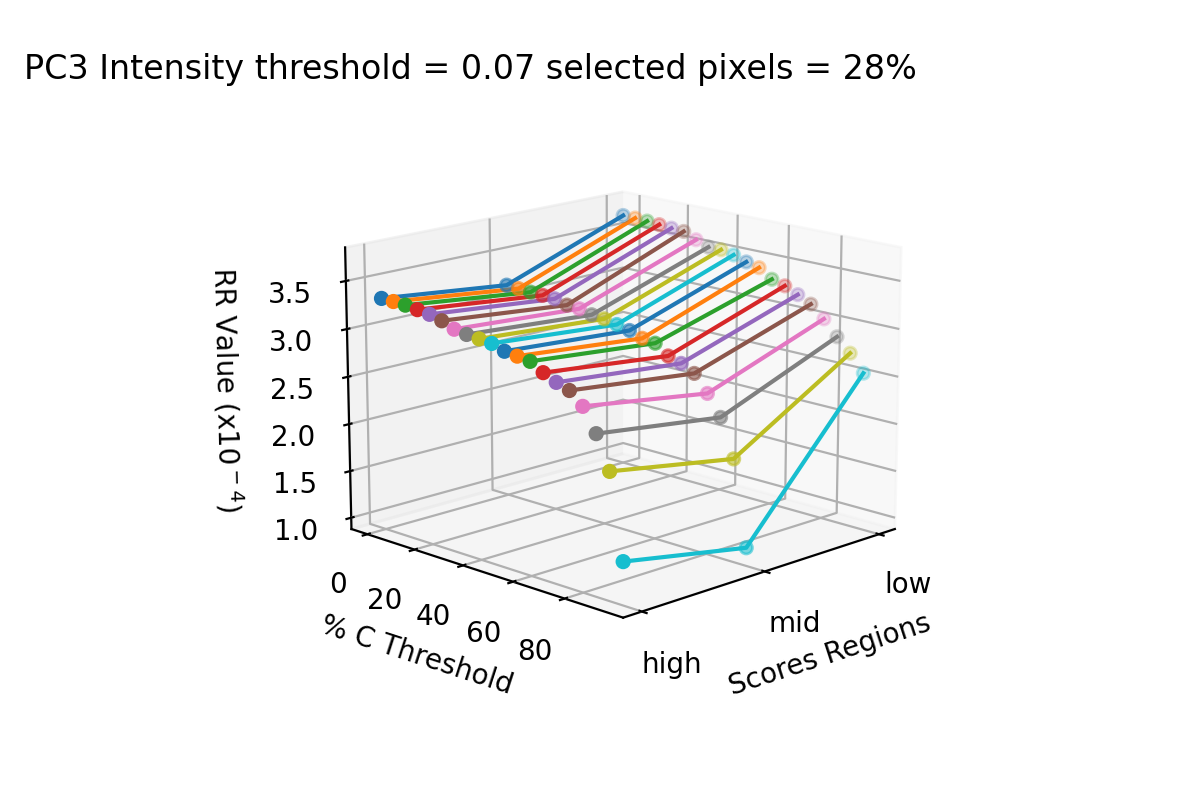 PC3 Intensity threshold = 0.07 selected pixels = 28%
RR Value (x10⁻⁴)
3.5
3.0
2.5
2.0
1.5
1.0
0
20
40
60
80
% C Threshold
low
mid
high
Scores Regions